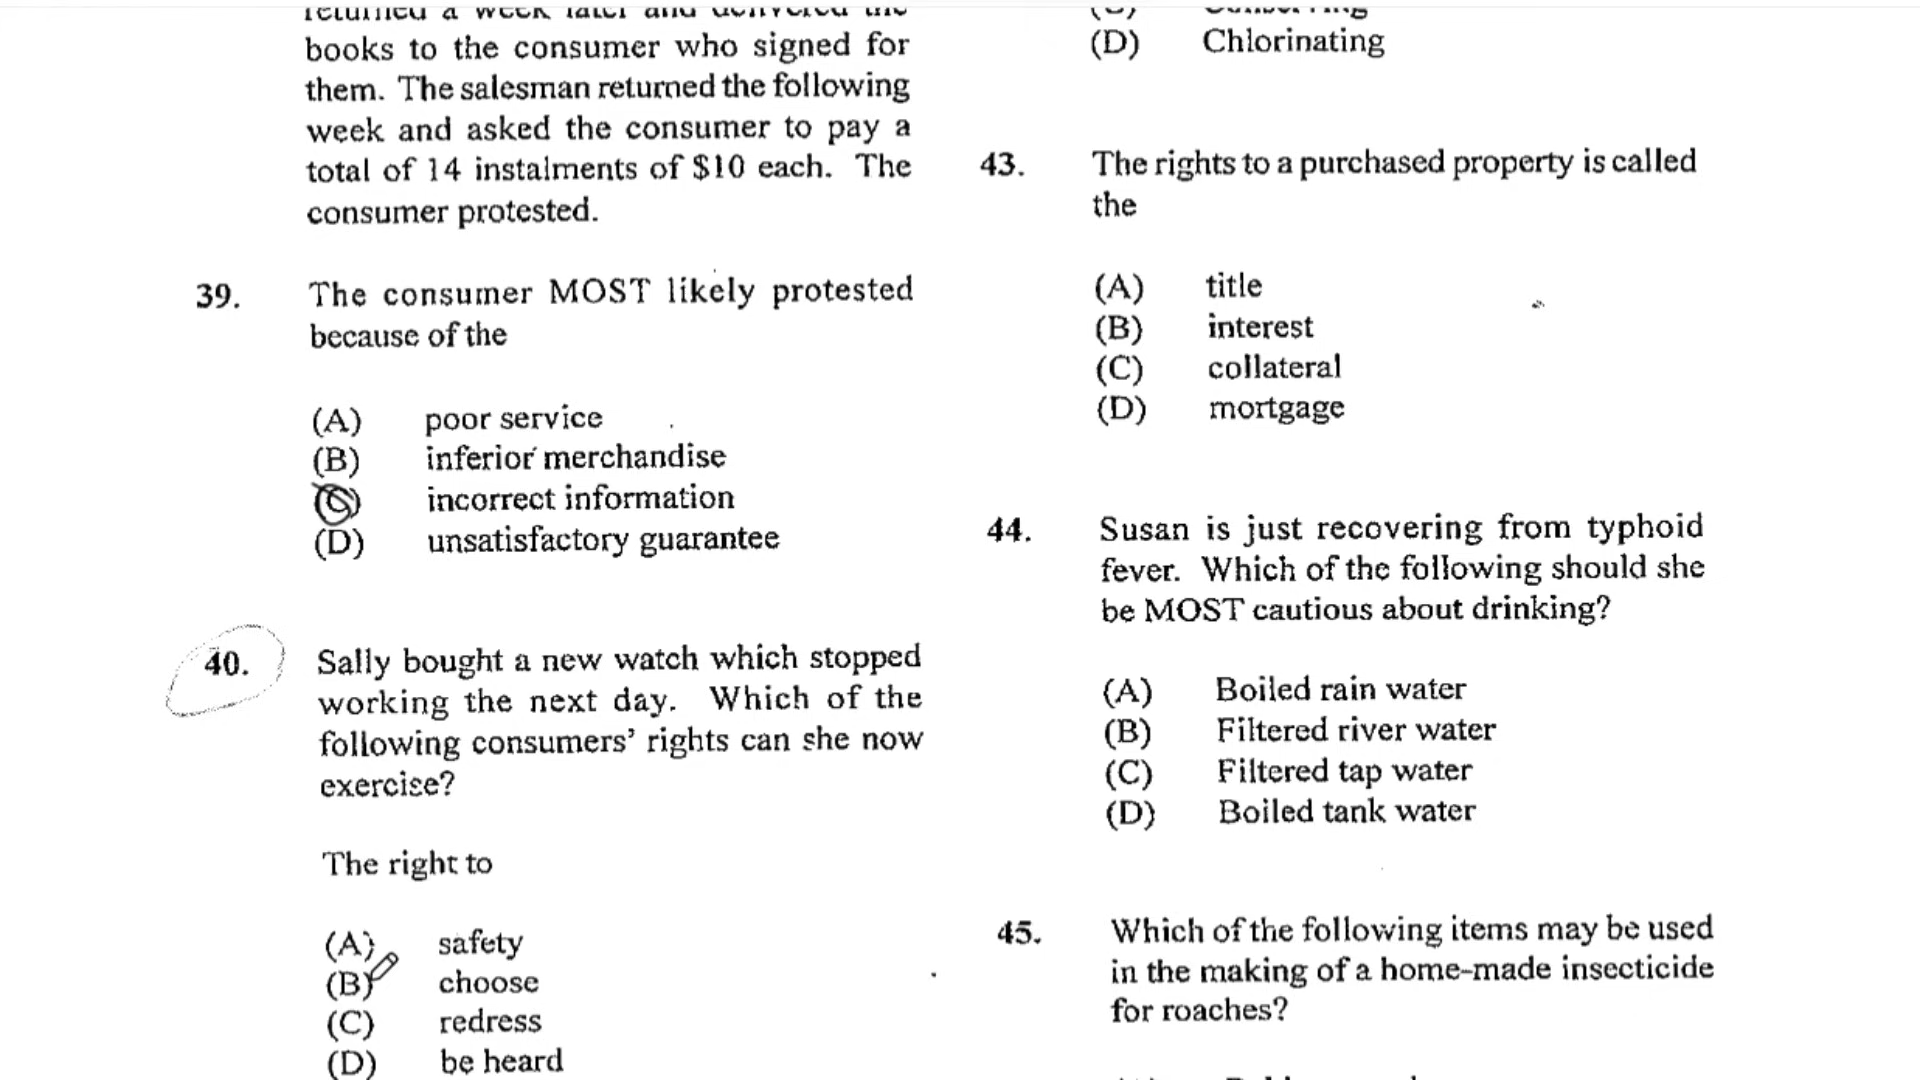 returned a week later and delivered the
books to the consumer who signed for
them. The salesman returned the following
week and asked the consumer to pay a
total of 14 instalments of $10 each. The
consumer protested.
39. The consumer MOST likely protested
because of the
(A) poor service
(B) inferior merchandise
(C) incorrect information
(D) unsatisfactory guarantee
40. Sally bought a new watch which stopped
working the next day. Which of the
following consumers' rights can she now
exercise?
The right to
(A) safety
(B) choose
(C) redress
(D) be heard
(D) Chlorinating
43. The rights to a purchased property is called
the
(A) title
(B) interest
(C) collateral
(D) mortgage
44. Susan is just recovering from typhoid
fever. Which of the following should she
be MOST cautious about drinking?
(A) Boiled rain water
(B) Filtered river water
(C) Filtered tap water
(D) Boiled tank water
45. Which of the following items may be used
in the making of a home-made insecticide
for roaches?